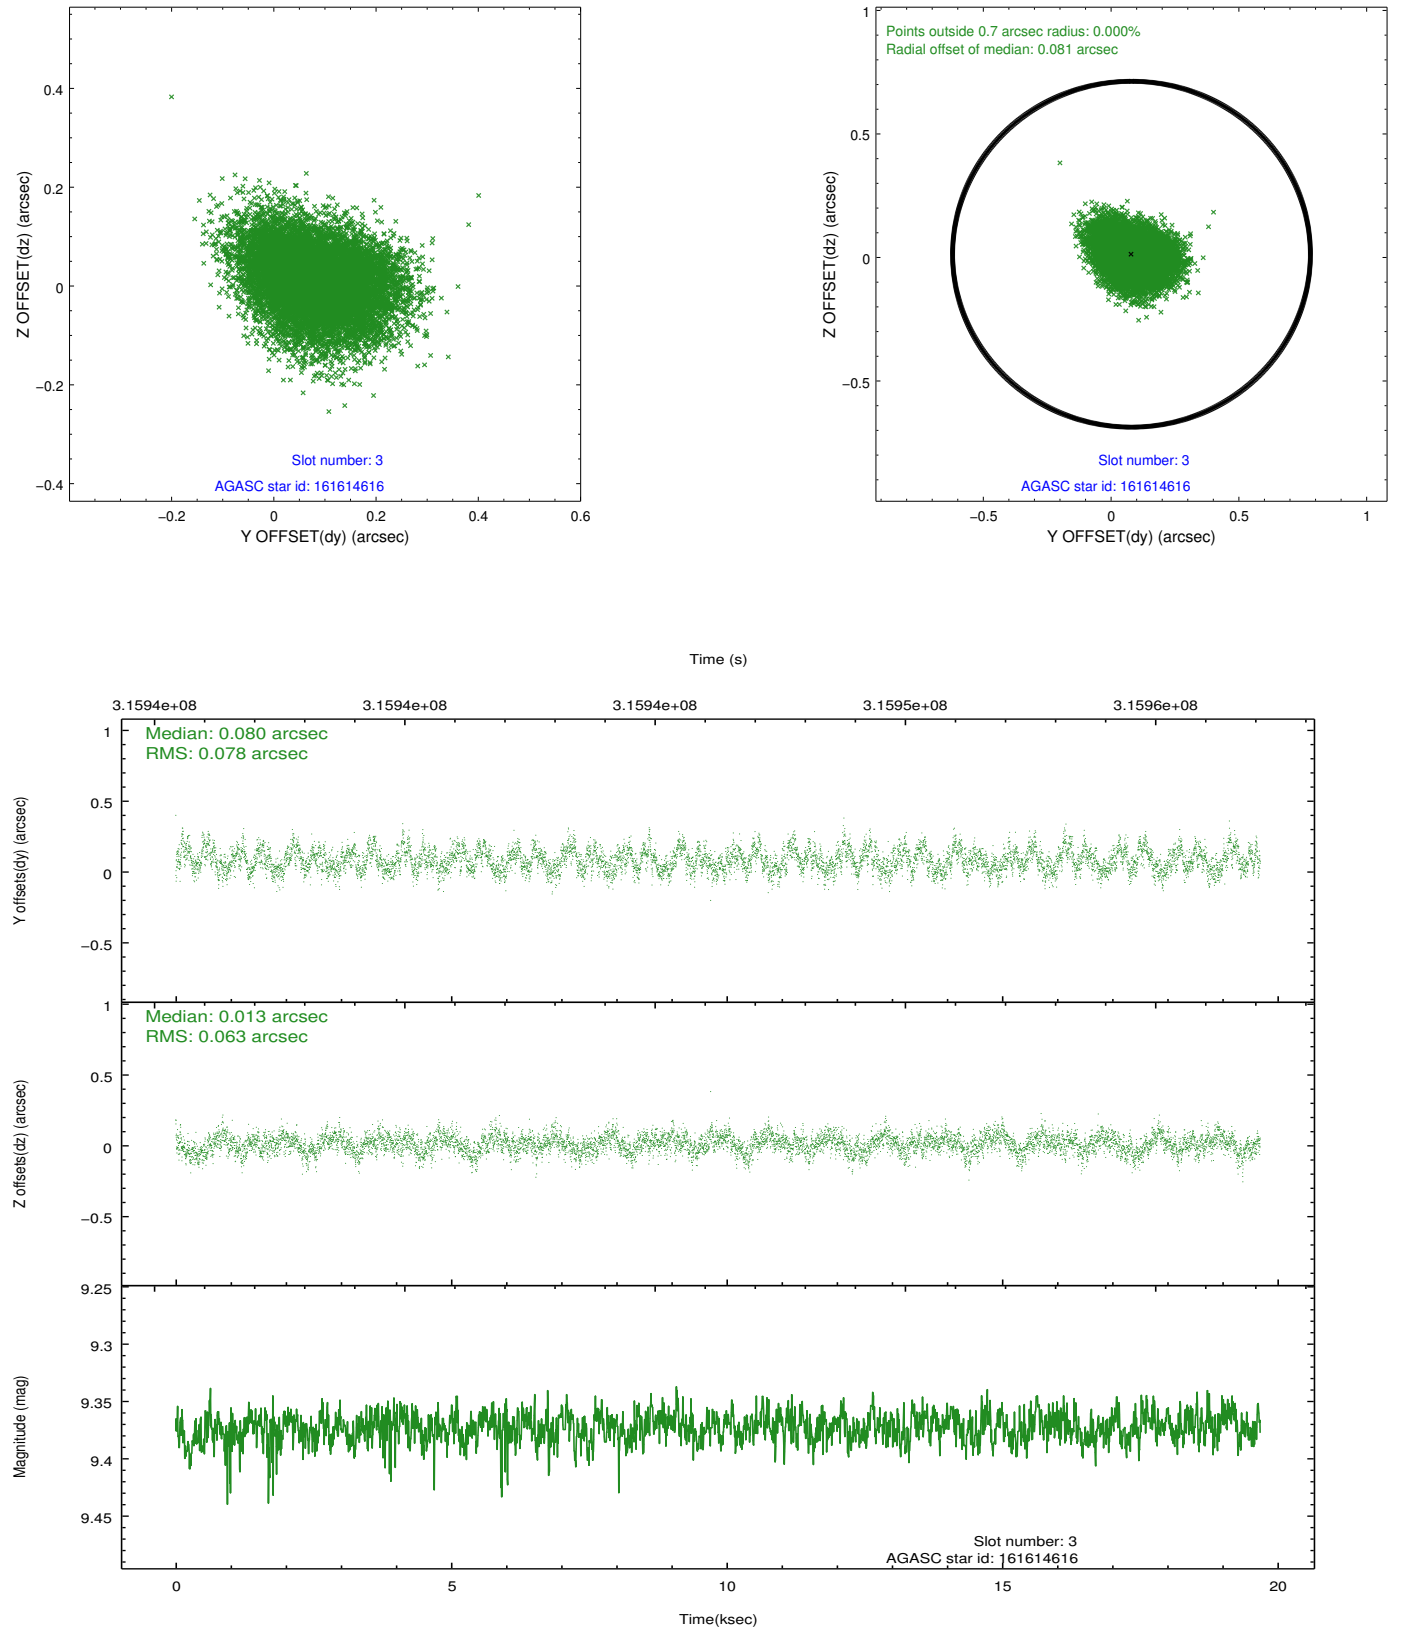 0.4
0.2
0
−0.2
−0.4
Z OFFSET(dz) (arcsec)
Slot number: 3
AGASC star id: 161614616
−0.2
0
0.2
0.4
0.6
Y OFFSET(dy) (arcsec)
1
0.5
0
−0.5
Z OFFSET(dz) (arcsec)
Points outside 0.7 arcsec radius: 0.000%
Radial offset of median: 0.081 arcsec
Slot number: 3
AGASC star id: 161614616
−0.5
0
0.5
1
Y OFFSET(dy) (arcsec)
Time (s)
3.1594e+08
3.1594e+08
3.1594e+08
3.1595e+08
3.1596e+08
Median: 0.080 arcsec
RMS: 0.078 arcsec
1
0.5
0
−0.5
Y offsets(dy) (arcsec)
Median: 0.013 arcsec
RMS: 0.063 arcsec
1
0.5
0
−0.5
Z offsets(dz) (arcsec)
9.25
9.3
9.35
9.4
9.45
Magnitude (mag)
Slot number: 3
AGASC star id: 161614616
0
5
10
15
20
Time(ksec)